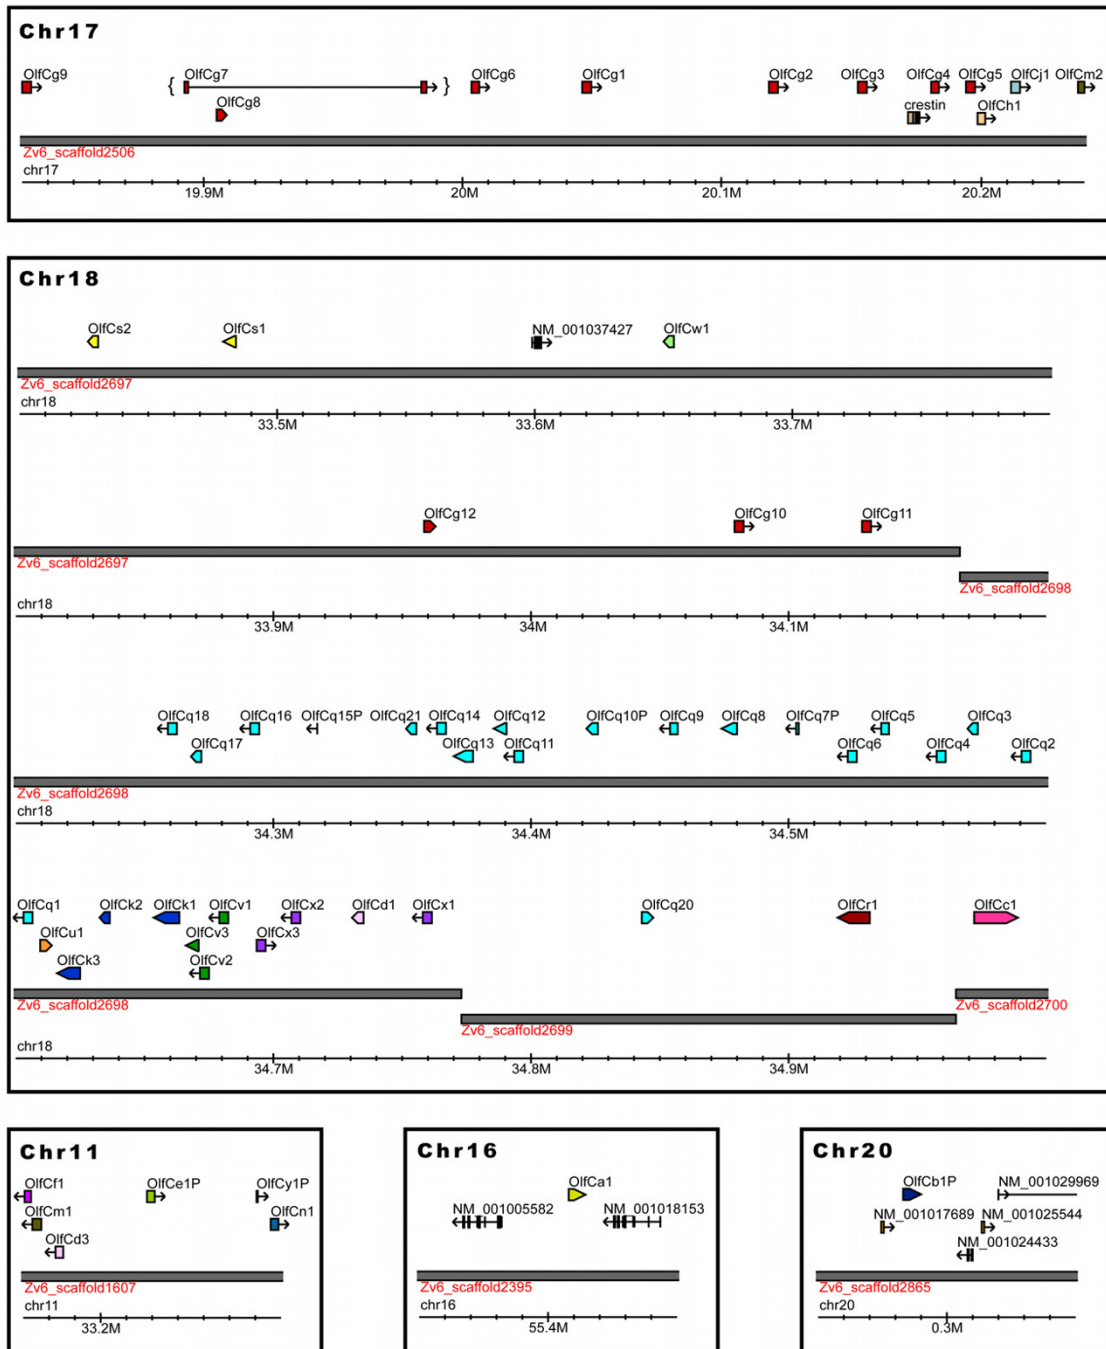 Chr17
OlfCg9 { OlfCg7 } OlfCg6 OlfCg1 OlfCg2 OlfCg3 OlfCg4 OlfCg5 OlfCj1 OlfCm2
OlfCg8 crestin OlfCh1
Zv6_scaffold2506
chr17
19.9M 20M 20.1M 20.2M
Chr18
OlfCs2 OlfCs1 NM_001037427 OlfCw1
Zv6_scaffold2697
chr18
33.5M 33.6M 33.7M
OlfCg12 OlfCg10 OlfCg11
Zv6_scaffold2697
Zv6_scaffold2698
chr18
33.9M 34M 34.1M
OlfCq18 OlfCq16 OlfCq15P OlfCq21 OlfCq14 OlfCq12 OlfCq10P OlfCq9 OlfCq8 OlfCq7P OlfCq5 OlfCq3
OlfCq17 OlfCq13 OlfCq11 OlfCq6 OlfCq4 OlfCq2
Zv6_scaffold2698
chr18
34.3M 34.4M 34.5M
OlfCq1 OlfCk2 OlfCk1 OlfCv1 OlfCx2 OlfCd1 OlfCx1 OlfCq20 OlfCr1 OlfCc1
OlfCu1 OlfCv3 OlfCx3
OlfCk3 OlfCv2
Zv6_scaffold2698 Zv6_scaffold2700
Zv6_scaffold2699
chr18
34.7M 34.8M 34.9M
Chr11
OlfCf1 OlfCe1P OlfCy1P
OlfCm1 OlfCn1
OlfCd3
Zv6_scaffold1607
chr11
33.2M
Chr16
OlfCa1
NM_001005582 NM_001018153
Zv6_scaffold2395
chr16
55.4M
Chr20
OlfCb1P NM_001029969
NM_001017689 NM_001025544
NM_001024433
Zv6_scaffold2865
chr20
0.3M